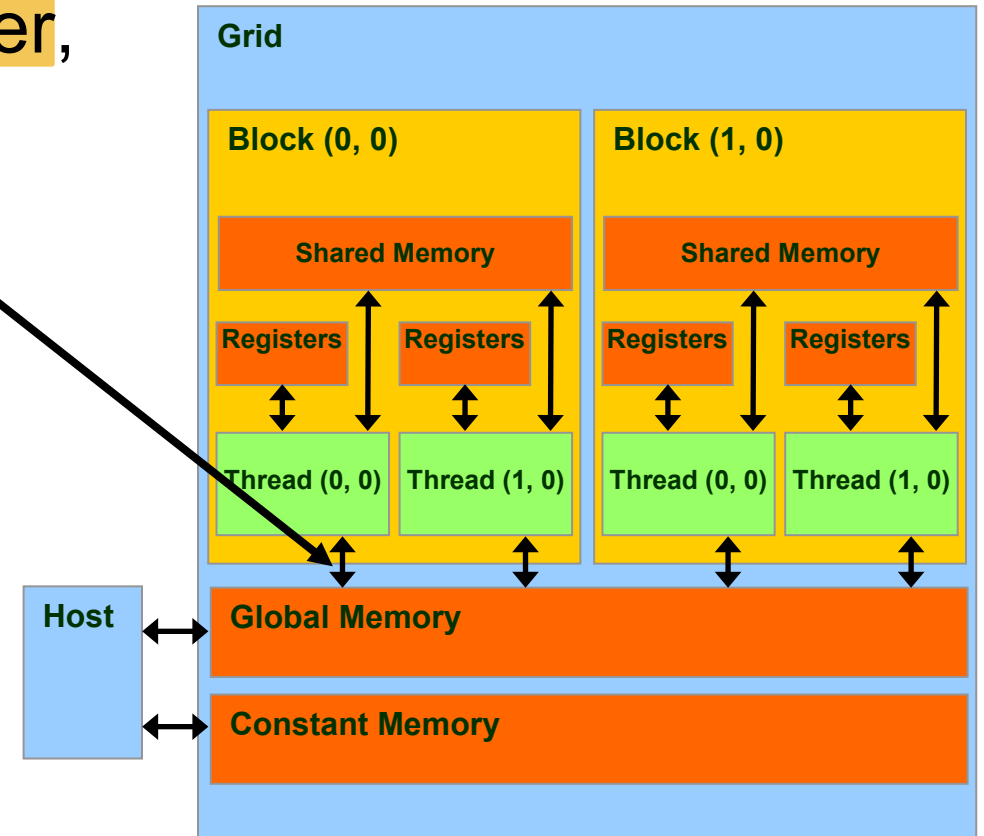 er,
Grid
Block (0, 0)
Block (1, 0)
Shared Memory
Shared Memory
Registers
Registers
Registers
Registers
Thread (0, 0)
Thread (1, 0)
Thread (0, 0)
Thread (1, 0)
Host
Global Memory
Constant Memory